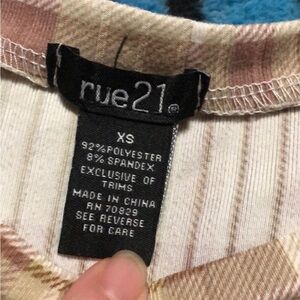 rue21®
XS
92%POLYESTER
8% SPANDEX
EXCLUSIVE OF
TRIMS
MADE IN CHINA
RN 70829
SEE REVERSE
FOR CARE